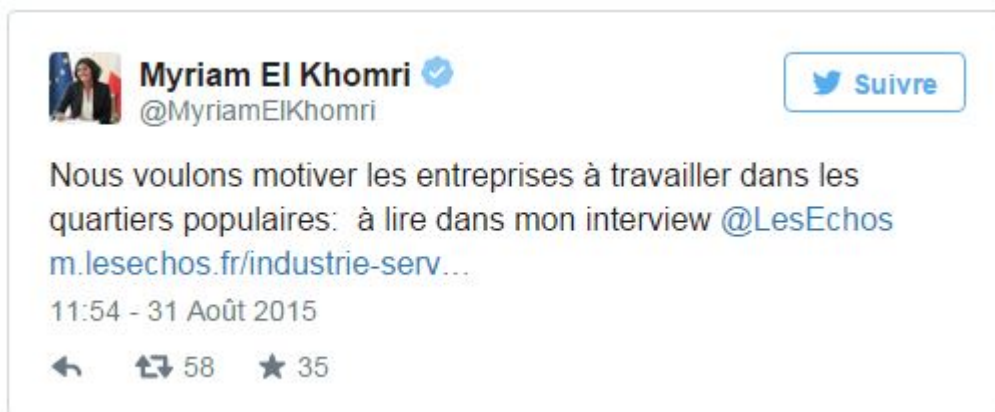 Myriam El Khomri
@MyriamElKhomri
Suivre
Nous voulons motiver les entreprises à travailler dans les
quartiers populaires: à lire dans mon interview @LesEchos
m.lesechos.fr/industrie-serv…
11:54 - 31 Août 2015
58 35